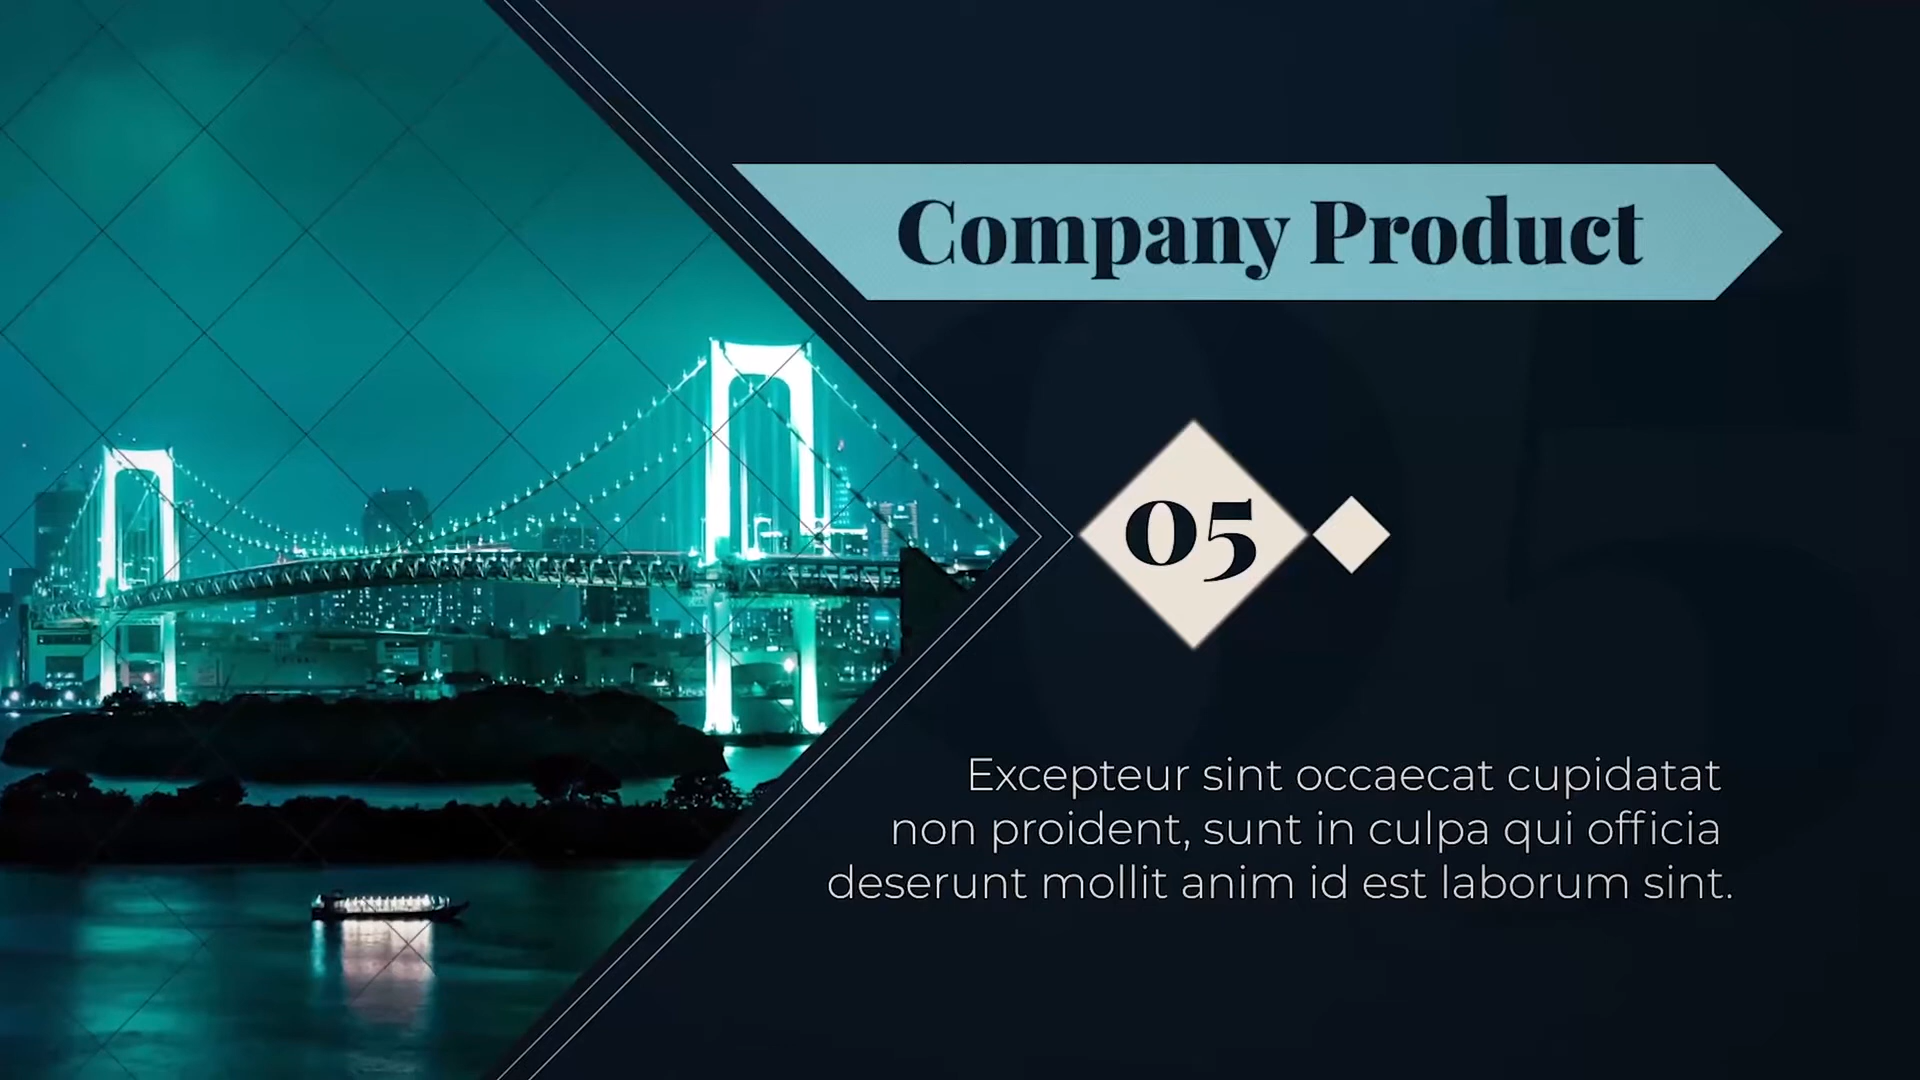 Company Product
05
Excepteur sint occaecat cupidatat
non proident, sunt in culpa qui officia
deserunt mollit anim id est laborum sint.